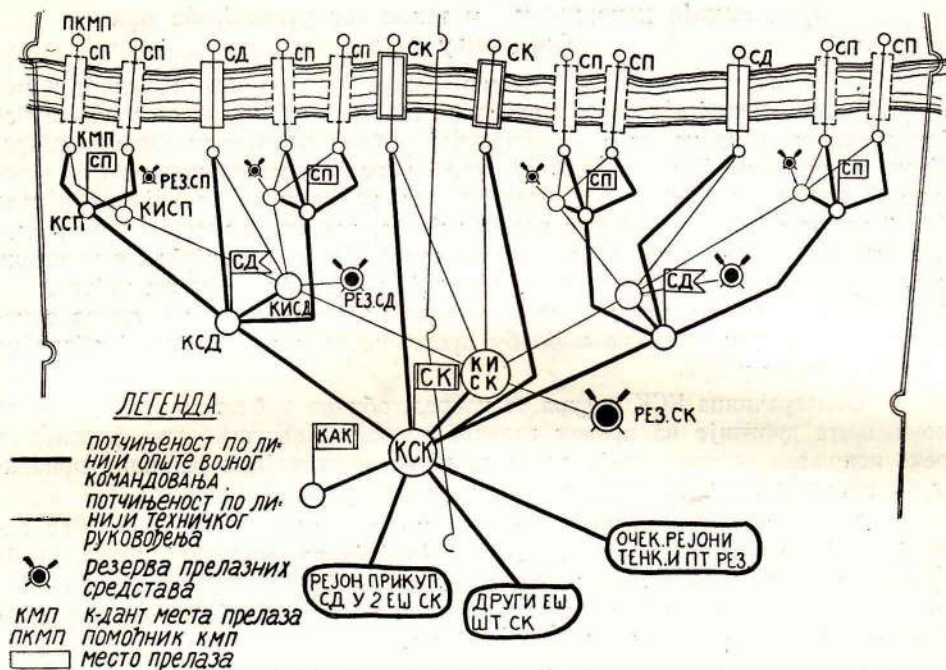 ПКМП
СП
СП
СД
СП
СП
СК
СК
СП
СП
СД
СП
СП
КМП
СП
РЕЗ.СП
СП
СП
СП
КСП
КИСП
СД
РЕЗ.СД
СД
КИСД
КСД
КИ
СК
СК
РЕЗ.СК
КАК
КСК
ЛЕГЕНДА
ПОТЧИЊЕНОСТ ПО ЛИ-
НИЈИ ОПШТЕ ВОЈНОГ
КОМАНДОВАЊА
ПОТЧИЊЕНОСТ ПО ЛИ-
НИЈИ ТЕХНИЧКОГ
РУКОВОЂЕЊА
резерва прелазних
средстава
КМП к-дант места прелаза
ПКМП помоћник кмп
место прелаза
РЕЈОН ПРИКУП.
СД У 2 ЕШ СК
ДРУГИ ЕШ.
ШТ. СК
ОЧЕК. РЕЈОНИ
ТЕНК. И ПТ РЕЗ.